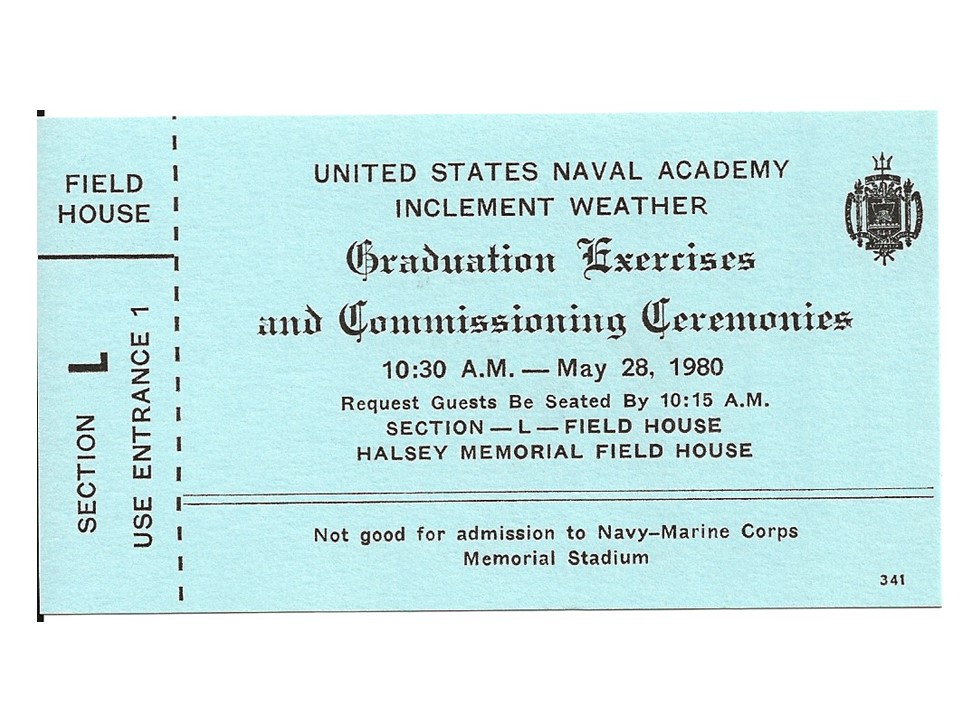 FIELD
HOUSE
SECTION L
USE ENTRANCE 1
UNITED STATES NAVAL ACADEMY
INCLEMENT WEATHER
Graduation Exercises
and Commissioning Ceremonies
10:30 A.M. — May 28, 1980
Request Guests Be Seated By 10:15 A.M.
SECTION — L — FIELD HOUSE
HALSEY MEMORIAL FIELD HOUSE
Not good for admission to Navy–Marine Corps
Memorial Stadium
341